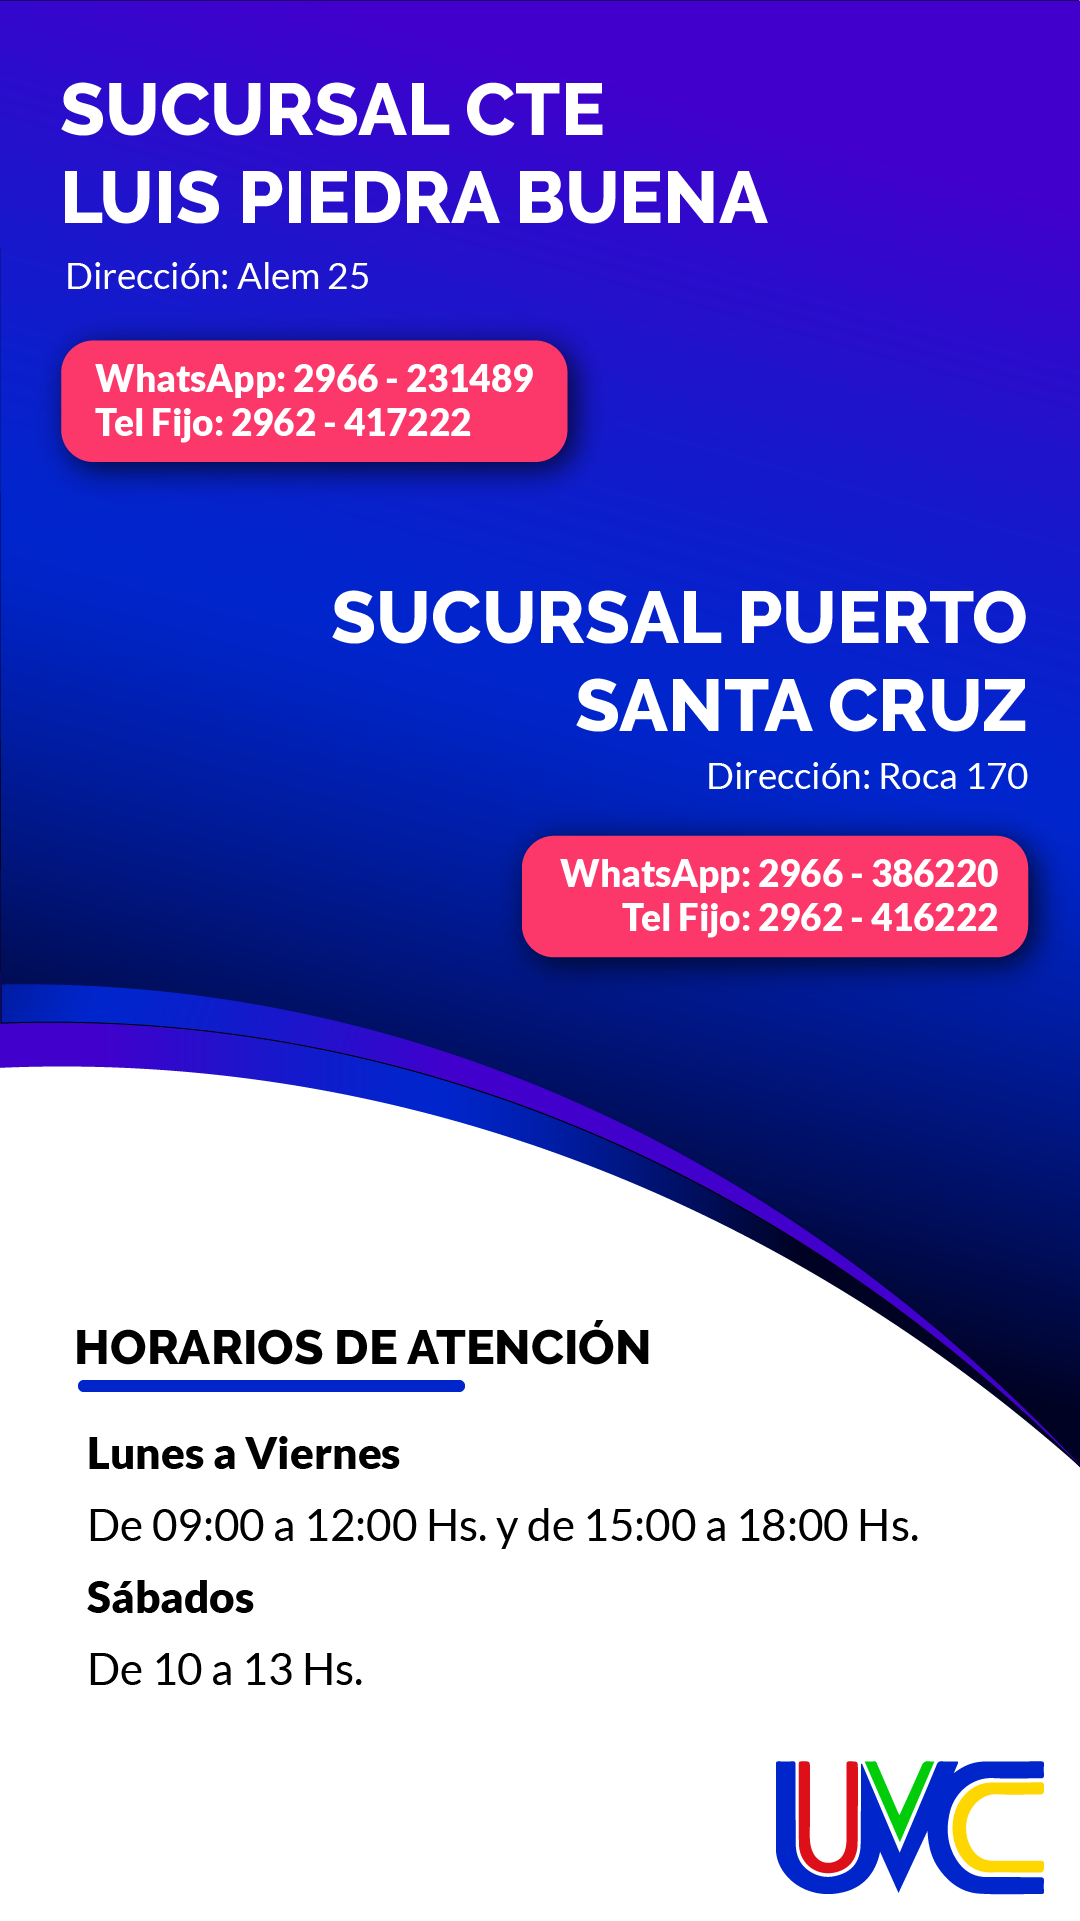 SUCURSAL CTE
LUIS PIEDRA BUENA
Dirección: Alem 25
WhatsApp: 2966 - 231489
Tel Fijo: 2962 - 417222
SUCURSAL PUERTO
SANTA CRUZ
Dirección: Roca 170
WhatsApp: 2966 - 386220
Tel Fijo: 2962 - 416222
HORARIOS DE ATENCIÓN
Lunes a Viernes
De 09:00 a 12:00 Hs. y de 15:00 a 18:00 Hs.
Sábados
De 10 a 13 Hs.
UVC